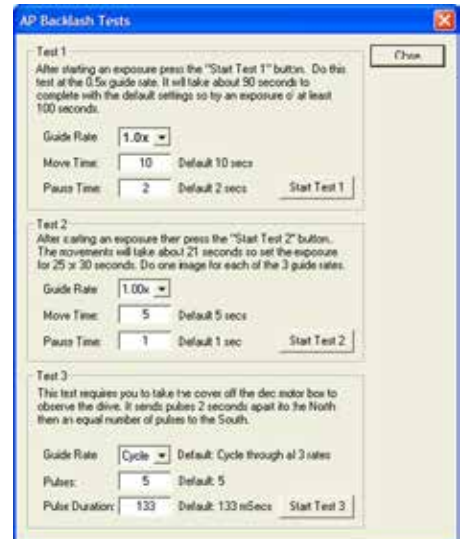 AP Backlash Tests
Close
Test 1
After starting an exposure press the "Start Test 1" button. Do this
test at the 0.5x guide rate. It will take about 90 seconds to
complete with the default settings so try an exposure of at least
100 seconds.
Guide Rate 1.0x
Move Time: 10 Default 10 secs
Pause Time: 2 Default 2 secs Start Test 1
Test 2
After starting an exposure then press the "Start Test 2" button.
The movements will take about 21 seconds so set the exposure
for 25 or 30 seconds. Do one image for each of the 3 guide rates.
Guide Rate 1.00x
Move Time: 5 Default 5 secs
Pause Time: 1 Default 1 sec Start Test 2
Test 3
This test requires you to take the cover off the dec motor box to
observe the drive. It sends pulses 2 seconds apart to the North
then an equal number of pulses to the South.
Guide Rate Cycle Default: Cycle through all 3 rates
Pulses: 5 Default: 5
Pulse Duration: 133 Default: 133 mSecs Start Test 3